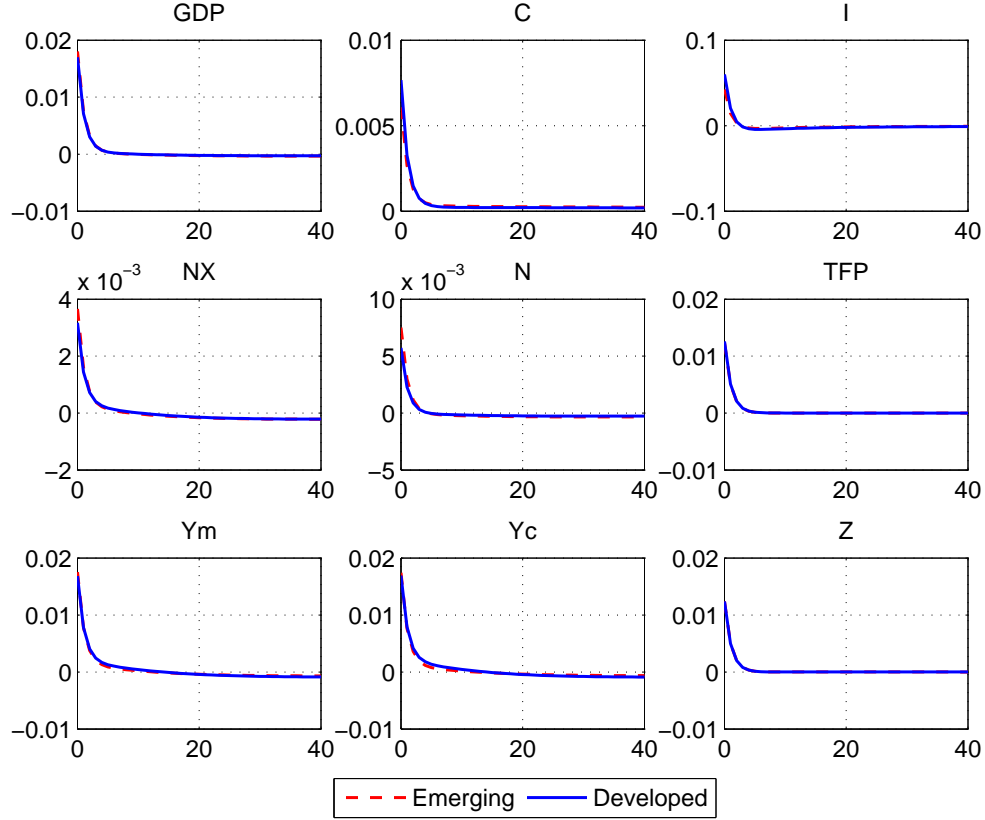 GDP C I
0.02 0.01 0.1
0.01
0.005
0
0
−0.01 0 −0.1
0 20 40 0 20 40 0 20 40
NX N TFP
x 10−3 x 10−3
4 10 0.02
2 5 0.01
0 0 0
−2 −5 −0.01
0 20 40 0 20 40 0 20 40
Ym Yc Z
0.02 0.02 0.02
0.01 0.01 0.01
0 0 0
−0.01 −0.01 −0.01
0 20 40 0 20 40 0 20 40
Emerging Developed